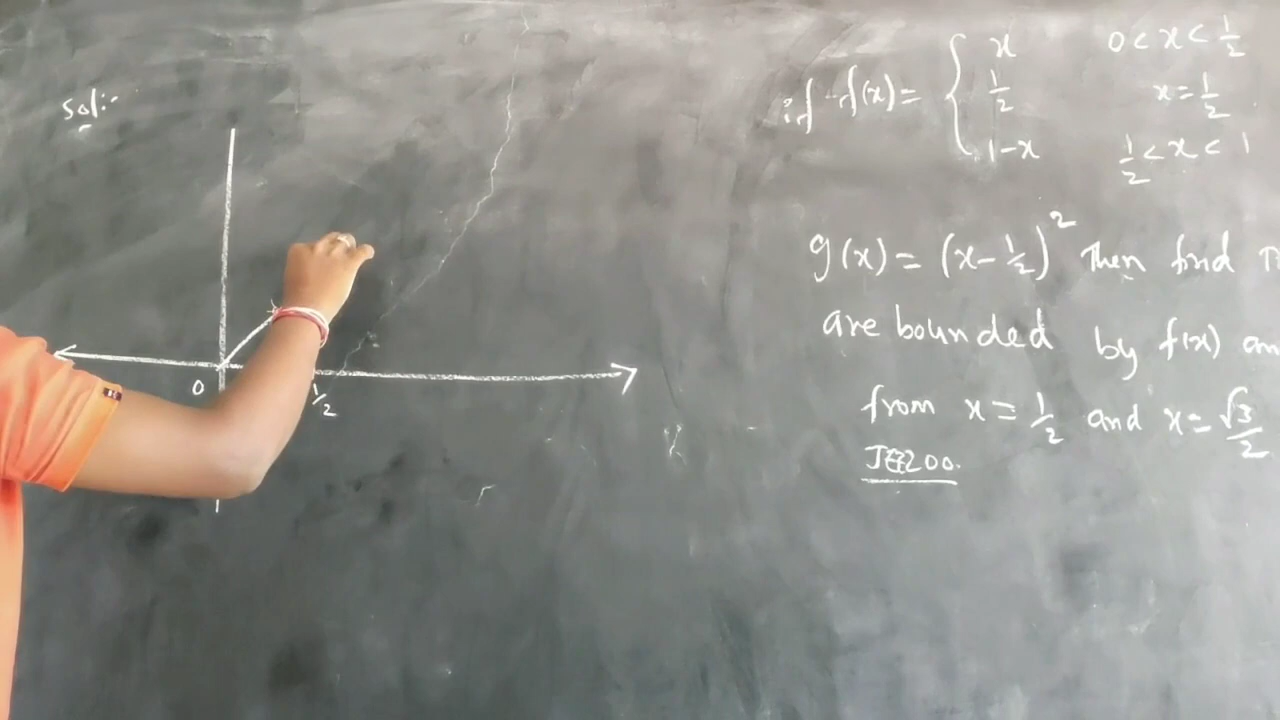 Sol:-
if f(x) = { x 0 < x < 1/2
1/2 x = 1/2
1-x 1/2 < x < 1
g(x) = (x - 1/2)^2 Then find
are bounded by f(x) an
from x = 1/2 and x = √3/2
JEE200.
0
1/2